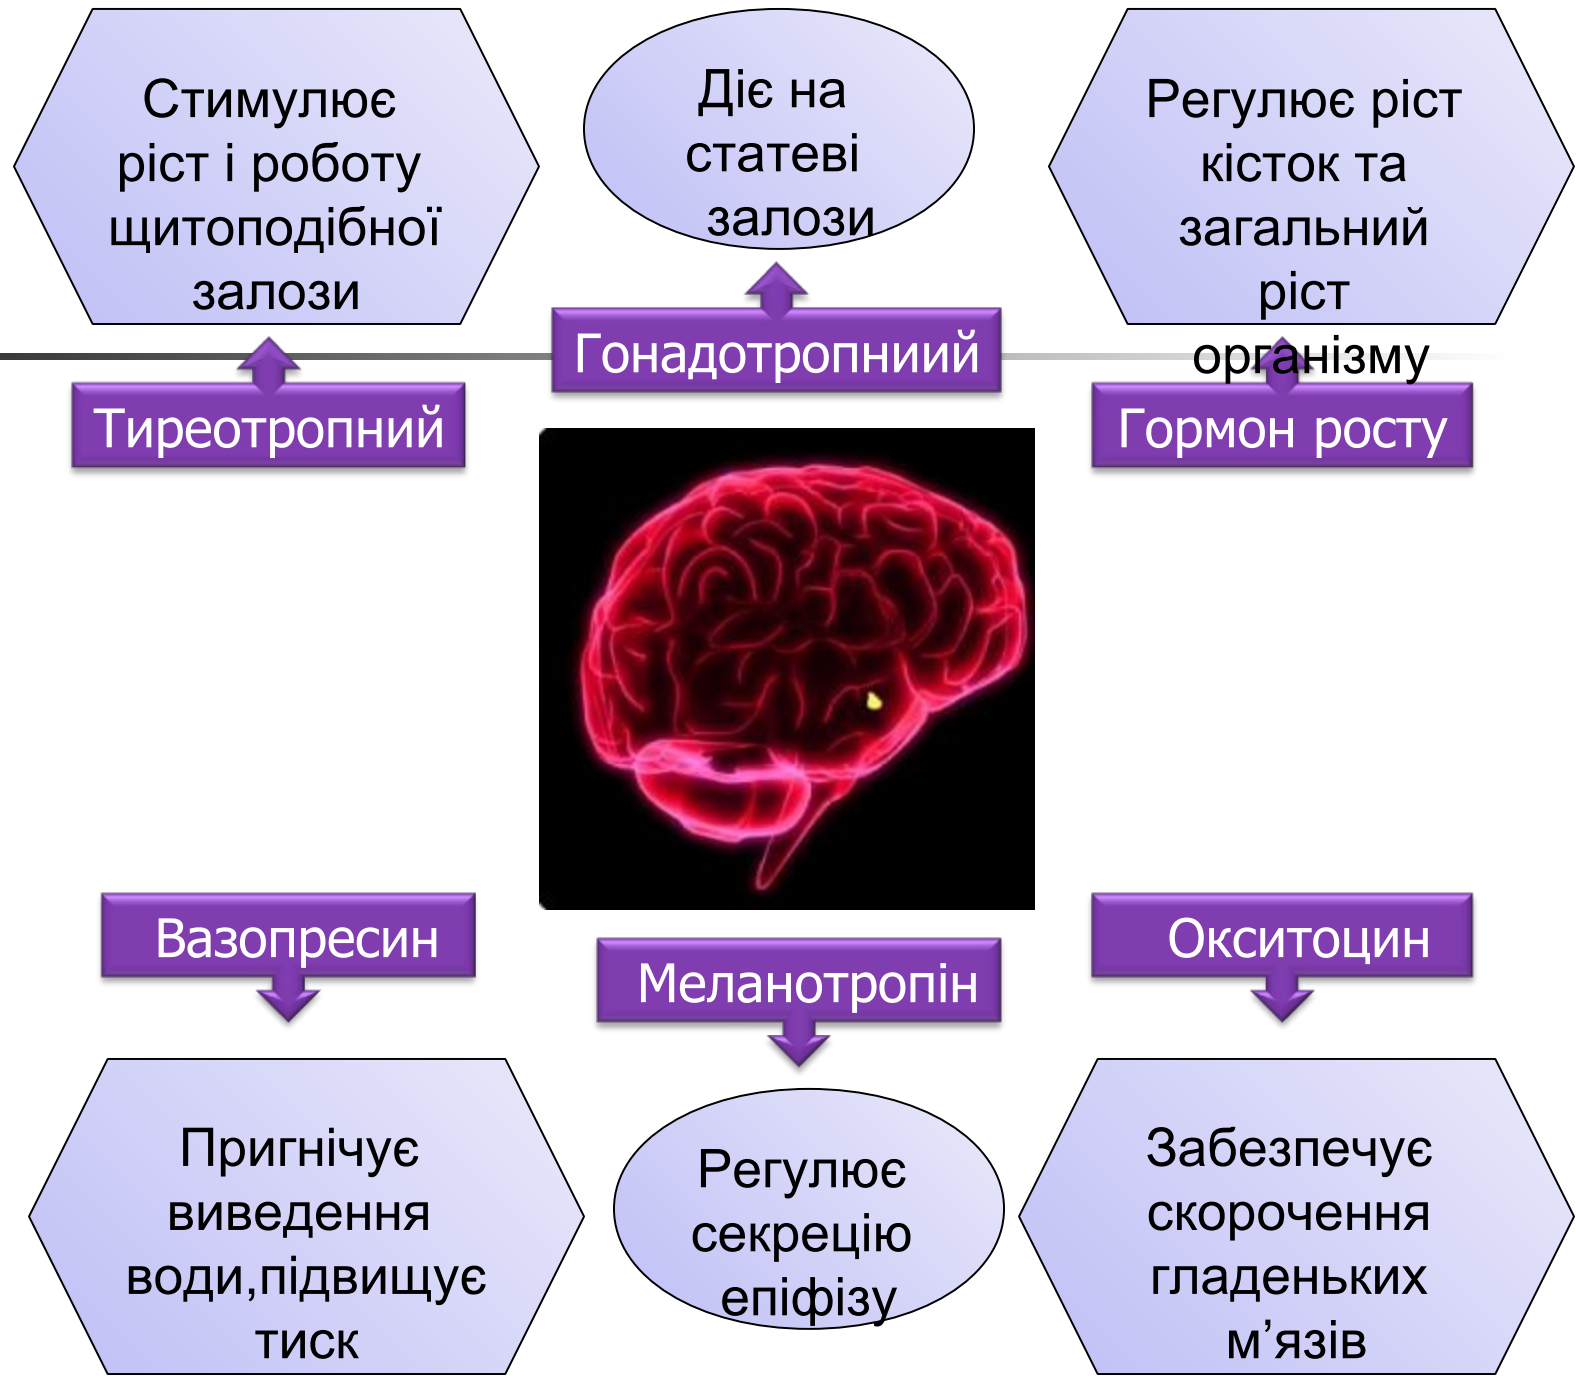 Стимулює
ріст і роботу
щитоподібної
залози
Діє на
статеві
залози
Регулює ріст
кісток та
загальний
ріст
організму
Тиреотропний
Гонадотропниий
Гормон росту
Вазопресин
Меланотропін
Окситоцин
Пригнічує
виведення
води,підвищує
тиск
Регулює
секрецію
епіфізу
Забезпечує
скорочення
гладеньких
м’язів